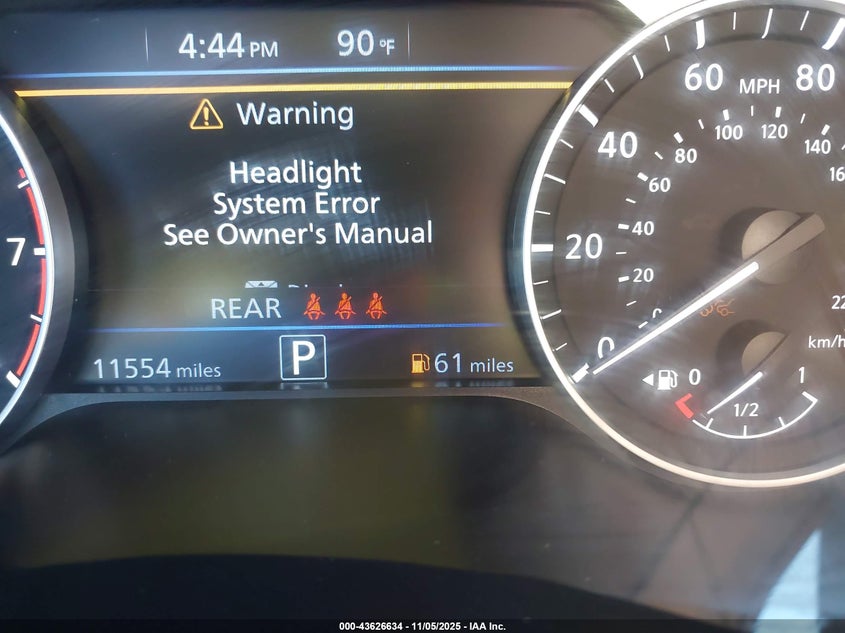 4:44 PM 90 °F
Warning
Headlight
System Error
See Owner's Manual
REAR
11554 miles P 61 miles
7
0 20 40 60 80
MPH
20 40 60 80 100 120 140
km/h
0 1/2 1
000-43626634 - 11/05/2025 - IAA Inc.